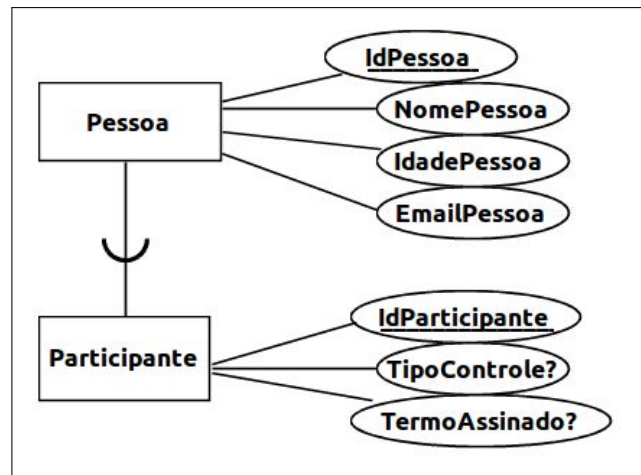 IdPessoa
NomePessoa
Pessoa
IdadePessoa
EmailPessoa
IdParticipante
Participante
TipoControle?
TermoAssinado?